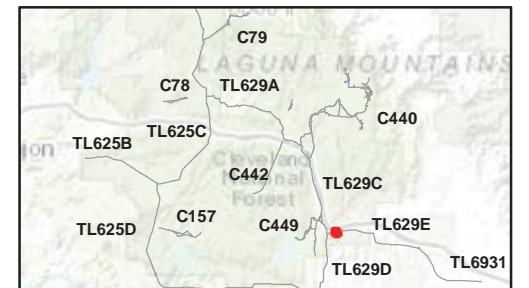 C79
LAGUNA MOUNTAINS
C78
TL629A
C440
TL625C
TL625B
Cleveland
National
Forest
C442
TL629C
C157
C449
TL629E
TL625D
TL6931
TL629D